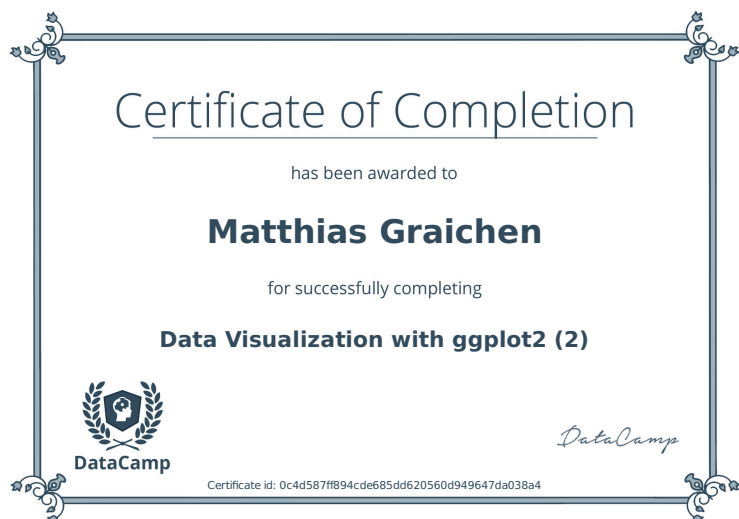 Certificate of Completion
has been awarded to
Matthias Graichen
for successfully completing
Data Visualization with ggplot2 (2)
DataCamp
DataCamp
Certificate id: 0c4d587ff894cde685dd620560d949647da038a4